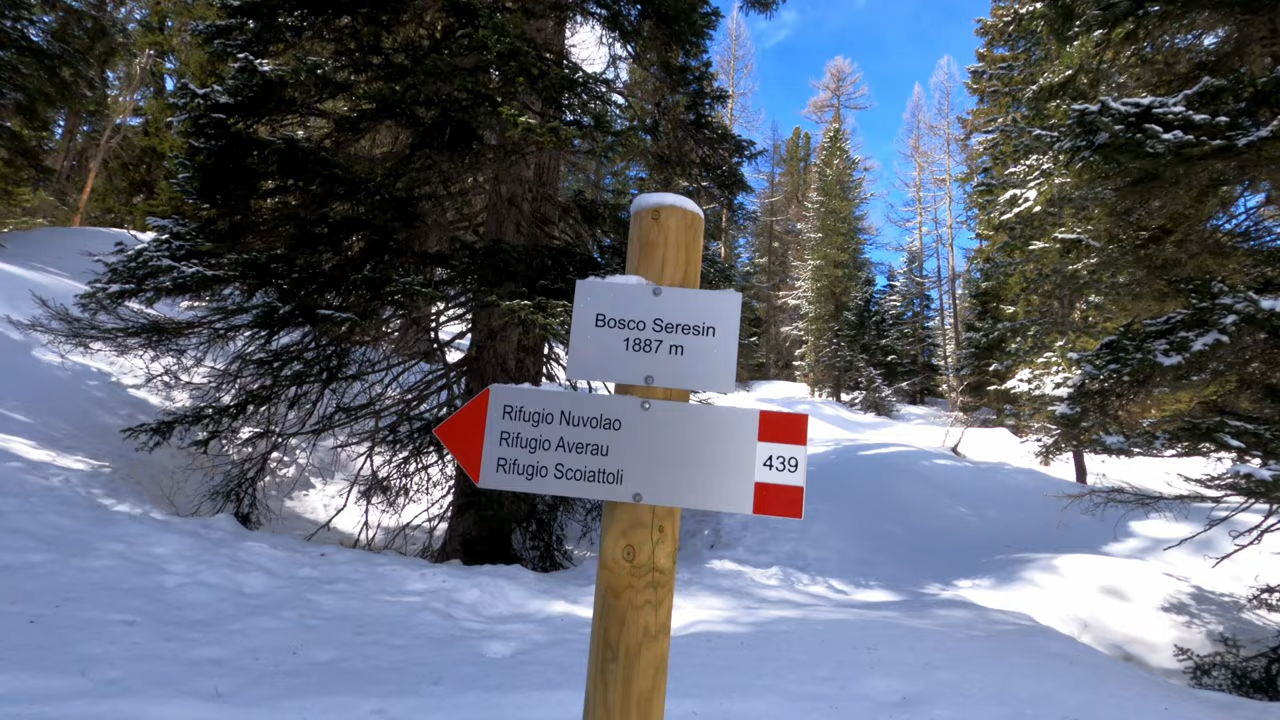 Bosco Seresin
1887 m
Rifugio Nuvolao
Rifugio Averau
Rifugio Scoiattoli
439